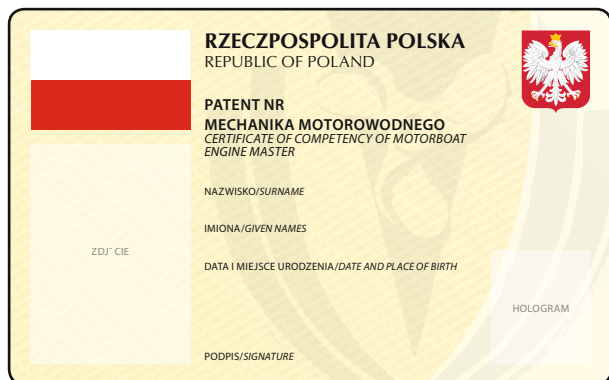 RZECZPOSPOLITA POLSKA
REPUBLIC OF POLAND
PATENT NR
MECHANIKA MOTOROWODNEGO
CERTIFICATE OF COMPETENCY OF MOTORBOAT
ENGINE MASTER
NAZWISKO/SURNAME
IMIONA/GIVEN NAMES
ZDJ¯ CIE
DATA I MIEJSCE URODZENIA/DATE AND PLACE OF BIRTH
HOLOGRAM
PODPIS/SIGNATURE